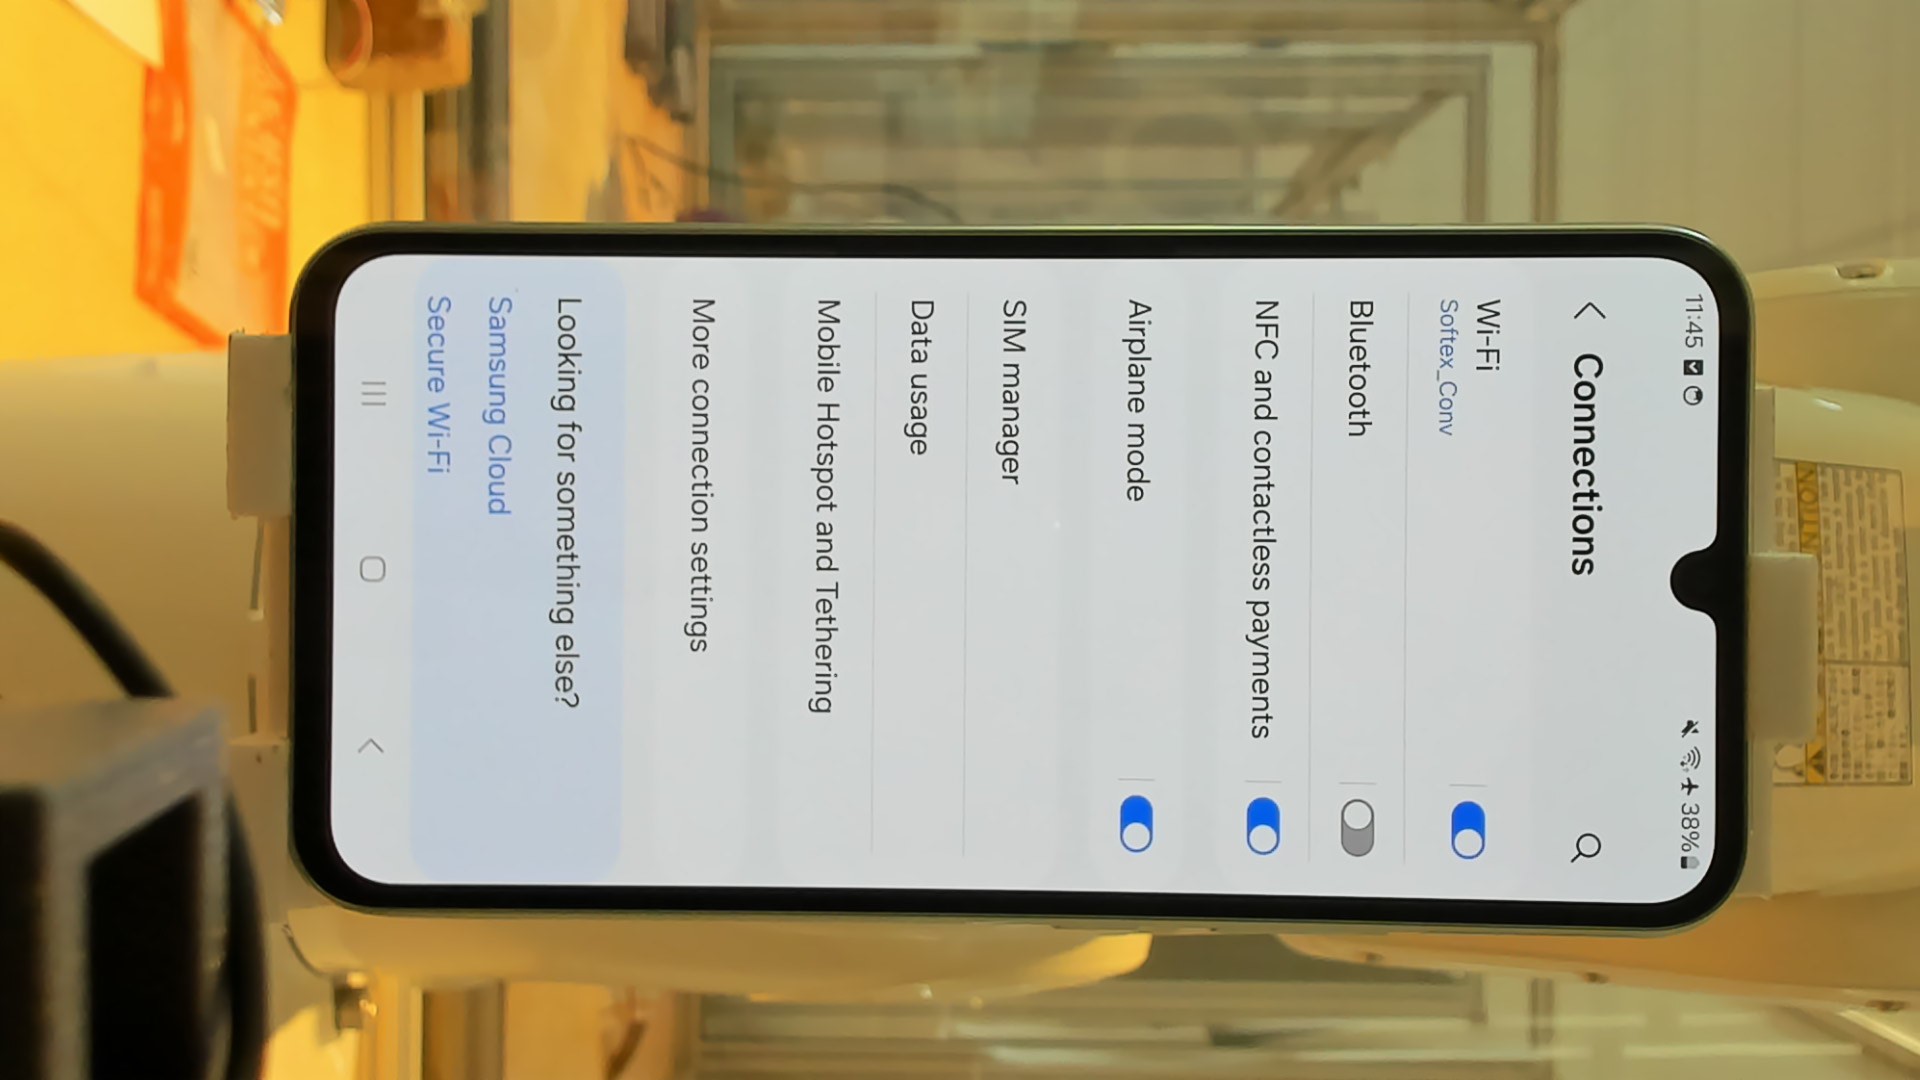 11:45
38%
Connections
Wi-Fi
Softex_Conv
Bluetooth
NFC and contactless payments
Airplane mode
SIM manager
Data usage
Mobile Hotspot and Tethering
More connection settings
Looking for something else?
Samsung Cloud
Secure Wi-Fi